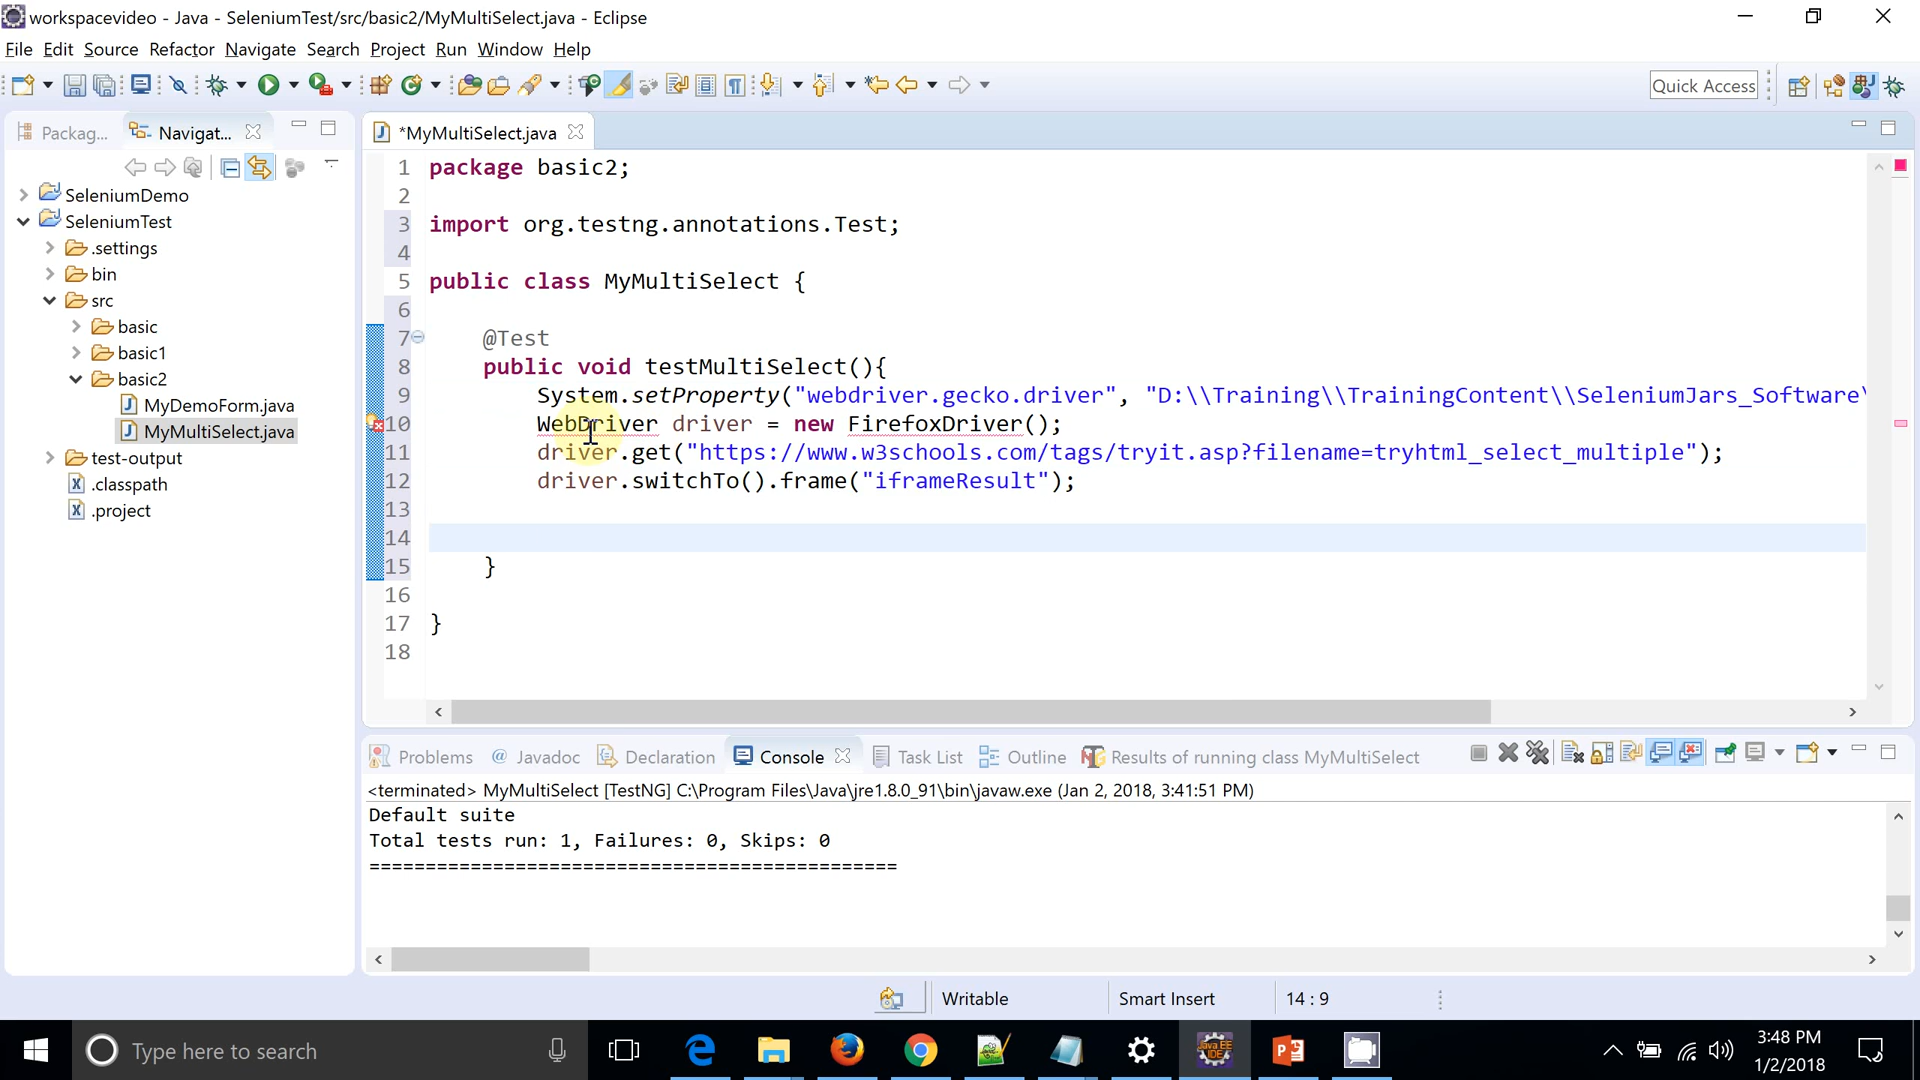 workspacevideo - Java - SeleniumTest/src/basic2/MyMultiSelect.java - Eclipse
File Edit Source Refactor Navigate Search Project Run Window Help
Quick Access
Packag...
Navigat...
*MyMultiSelect.java
SeleniumDemo
SeleniumTest
.settings
bin
src
basic
basic1
basic2
MyDemoForm.java
MyMultiSelect.java
test-output
.classpath
.project
1 package basic2;
2
3 import org.testng.annotations.Test;
4
5 public class MyMultiSelect {
6
7 @Test
8 public void testMultiSelect(){
9 System.setProperty("webdriver.gecko.driver", "D:\\Training\\TrainingContent\\SeleniumJars_Software\
10 WebDriver driver = new FirefoxDriver();
11 driver.get("https://www.w3schools.com/tags/tryit.asp?filename=tryhtml_select_multiple");
12 driver.switchTo().frame("iframeResult");
13
14
15 }
16
17 }
18
Problems @ Javadoc Declaration Console Task List Outline Results of running class MyMultiSelect
<terminated> MyMultiSelect [TestNG] C:\Program Files\Java\jre1.8.0_91\bin\javaw.exe (Jan 2, 2018, 3:41:51 PM)
Default suite
Total tests run: 1, Failures: 0, Skips: 0
===============================================
Writable Smart Insert 14 : 9
Type here to search
Java EE
IDE
3:48 PM
1/2/2018